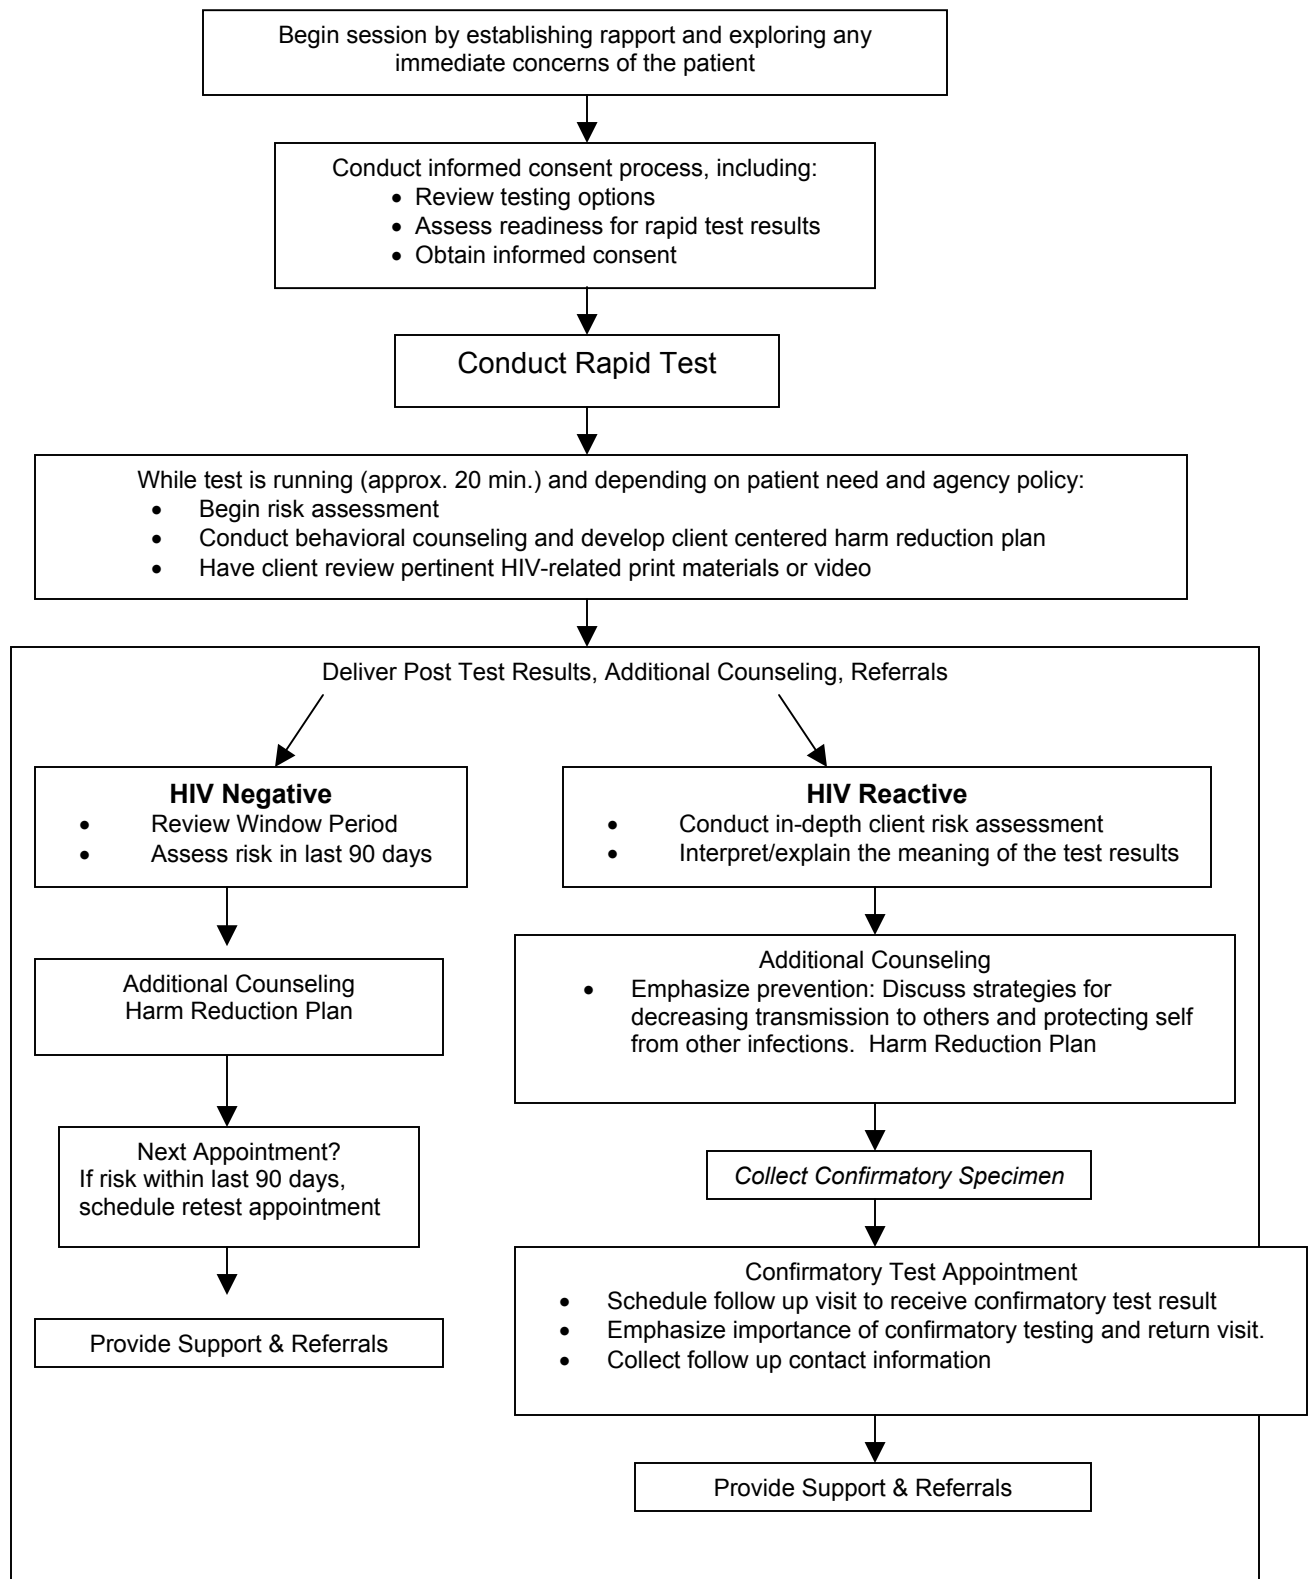 Begin session by establishing rapport and exploring any
immediate concerns of the patient
Conduct informed consent process, including:
• Review testing options
• Assess readiness for rapid test results
• Obtain informed consent
Conduct Rapid Test
While test is running (approx. 20 min.) and depending on patient need and agency policy:
• Begin risk assessment
• Conduct behavioral counseling and develop client centered harm reduction plan
• Have client review pertinent HIV-related print materials or video
Deliver Post Test Results, Additional Counseling, Referrals
HIV Negative
• Review Window Period
• Assess risk in last 90 days
Additional Counseling
Harm Reduction Plan
Next Appointment?
If risk within last 90 days,
schedule retest appointment
Provide Support & Referrals
HIV Reactive
• Conduct in-depth client risk assessment
• Interpret/explain the meaning of the test results
Additional Counseling
• Emphasize prevention: Discuss strategies for
decreasing transmission to others and protecting self
from other infections.  Harm Reduction Plan
Collect Confirmatory Specimen
Confirmatory Test Appointment
• Schedule follow up visit to receive confirmatory test result
• Emphasize importance of confirmatory testing and return visit.
• Collect follow up contact information
Provide Support & Referrals